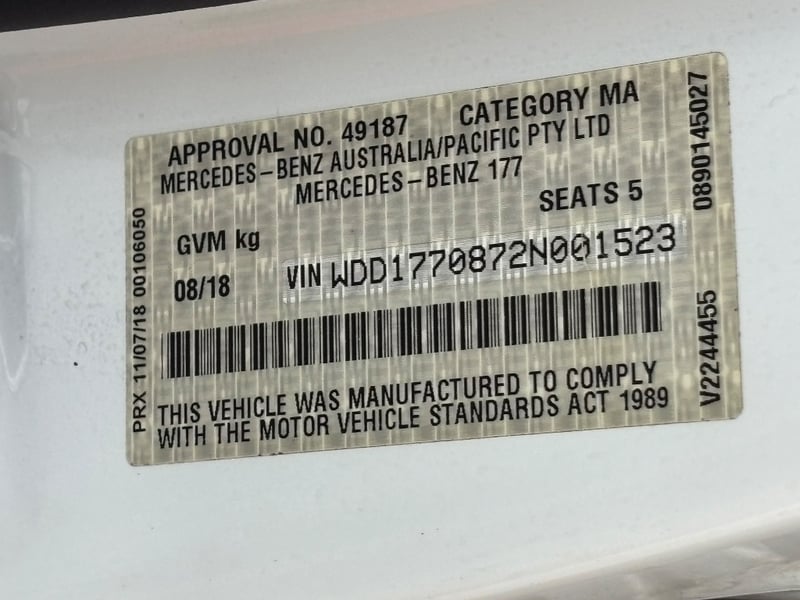 APPROVAL NO. 49187 CATEGORY MA
MERCEDES-BENZ AUSTRALIA/PACIFIC PTY LTD
MERCEDES-BENZ 177
SEATS 5
GVM kg
08/18 VIN WDD1770872N001523
THIS VEHICLE WAS MANUFACTURED TO COMPLY
WITH THE MOTOR VEHICLE STANDARDS ACT 1989
PRX 11/07/18 00106050
0890145027
V2244455